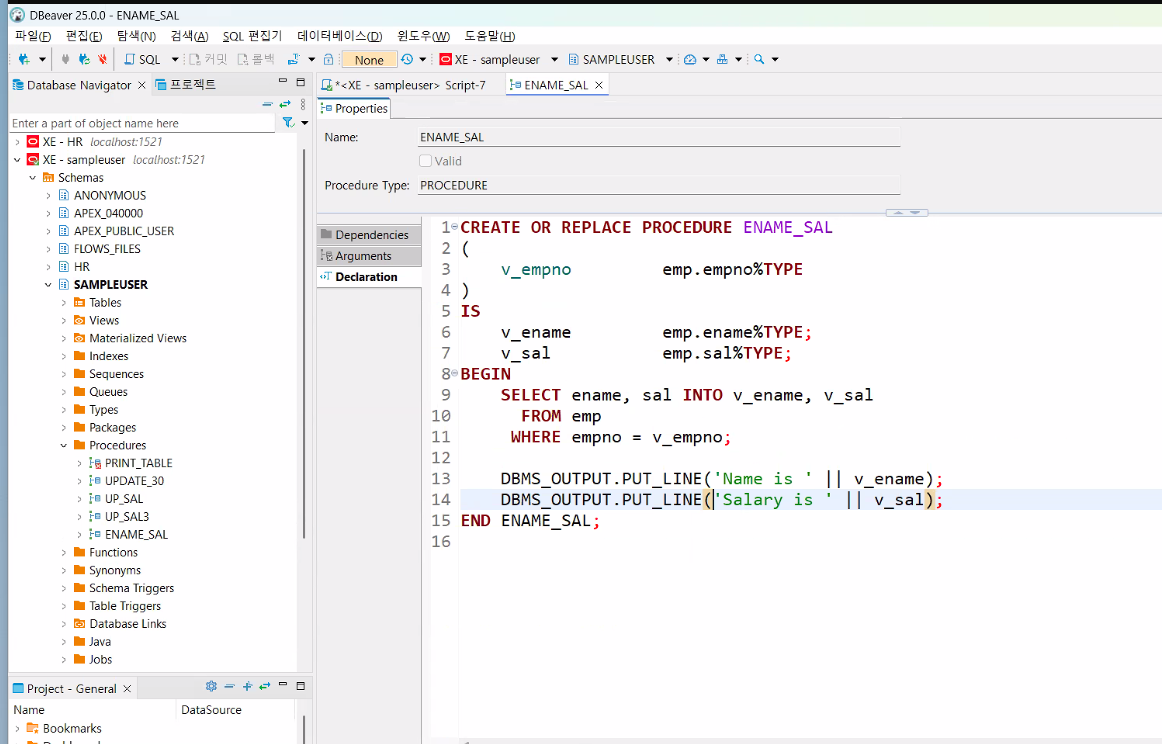 DBeaver 25.0.0 - ENAME_SAL
파일(F) 편집(E) 탐색(N) 검색(A) SQL 편집기 데이터베이스(D) 윈도우(W) 도움말(H)
SQL 커밋 롤백 None XE - sampleuser SAMPLEUSER
Database Navigator 프로젝트
Enter a part of object name here
XE - HR localhost:1521
XE - sampleuser localhost:1521
Schemas
ANONYMOUS
APEX_040000
APEX_PUBLIC_USER
FLOWS_FILES
HR
SAMPLEUSER
Tables
Views
Materialized Views
Indexes
Sequences
Queues
Types
Packages
Procedures
PRINT_TABLE
UPDATE_30
UP_SAL
UP_SAL3
ENAME_SAL
Functions
Synonyms
Schema Triggers
Table Triggers
Database Links
Java
Jobs
Project - General
Name DataSource
Bookmarks
*<XE - sampleuser> Script-7 ENAME_SAL
Properties
Name: ENAME_SAL
Valid
Procedure Type: PROCEDURE
Dependencies
Arguments
Declaration
1 CREATE OR REPLACE PROCEDURE ENAME_SAL
2 (
3 v_empno emp.empno%TYPE
4 )
5 IS
6 v_ename emp.ename%TYPE;
7 v_sal emp.sal%TYPE;
8 BEGIN
9 SELECT ename, sal INTO v_ename, v_sal
10 FROM emp
11 WHERE empno = v_empno;
12
13 DBMS_OUTPUT.PUT_LINE('Name is ' || v_ename);
14 DBMS_OUTPUT.PUT_LINE('Salary is ' || v_sal);
15 END ENAME_SAL;
16